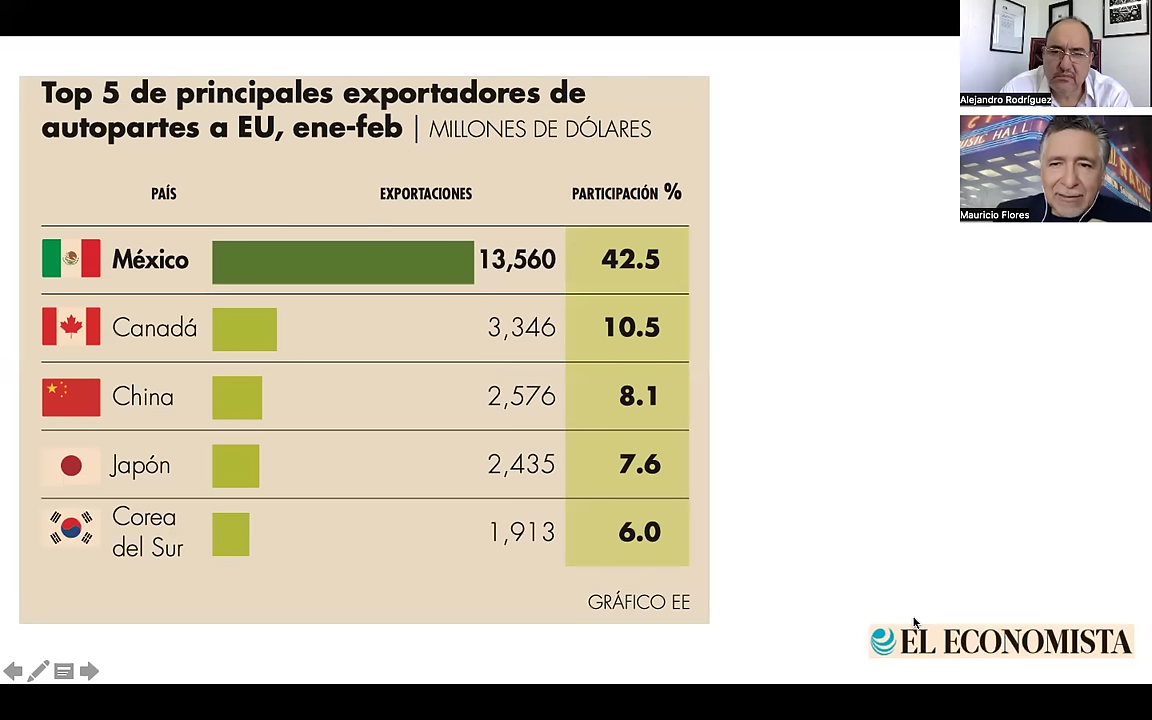 Top 5 de principales exportadores de
autopartes a EU, ene-feb | MILLONES DE DÓLARES
PAÍS EXPORTACIONES PARTICIPACIÓN %
México 13,560 42.5
Canadá 3,346 10.5
China 2,576 8.1
Japón 2,435 7.6
Corea
del Sur 1,913 6.0
GRÁFICO EE
EL ECONOMISTA
Alejandro Rodríguez
MUSIC HALL
Mauricio Flores